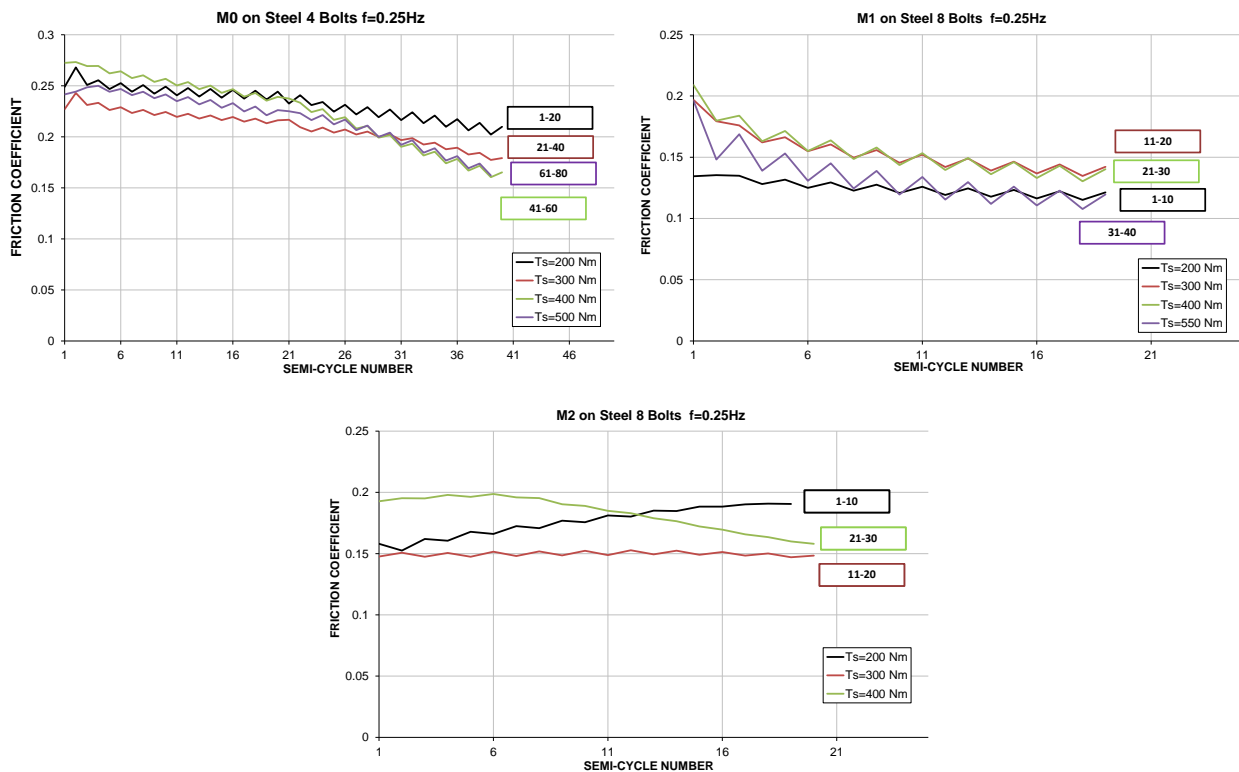 M0 on Steel 4 Bolts f=0.25Hz
FRICTION COEFFICIENT
0.3
0.25
0.2
0.15
0.1
0.05
0
1-20
21-40
61-80
41-60
Ts=200 Nm
Ts=300 Nm
Ts=400 Nm
Ts=500 Nm
1 6 11 16 21 26 31 36 41 46
SEMI-CYCLE NUMBER
M1 on Steel 8 Bolts f=0.25Hz
FRICTION COEFFICIENT
0.25
0.2
0.15
0.1
0.05
0
11-20
21-30
1-10
31-40
Ts=200 Nm
Ts=300 Nm
Ts=400 Nm
Ts=550 Nm
1 6 11 16 21
SEMI-CYCLE NUMBER
M2 on Steel 8 Bolts f=0.25Hz
FRICTION COEFFICIENT
0.25
0.2
0.15
0.1
0.05
0
1-10
21-30
11-20
Ts=200 Nm
Ts=300 Nm
Ts=400 Nm
1 6 11 16 21
SEMI-CYCLE NUMBER